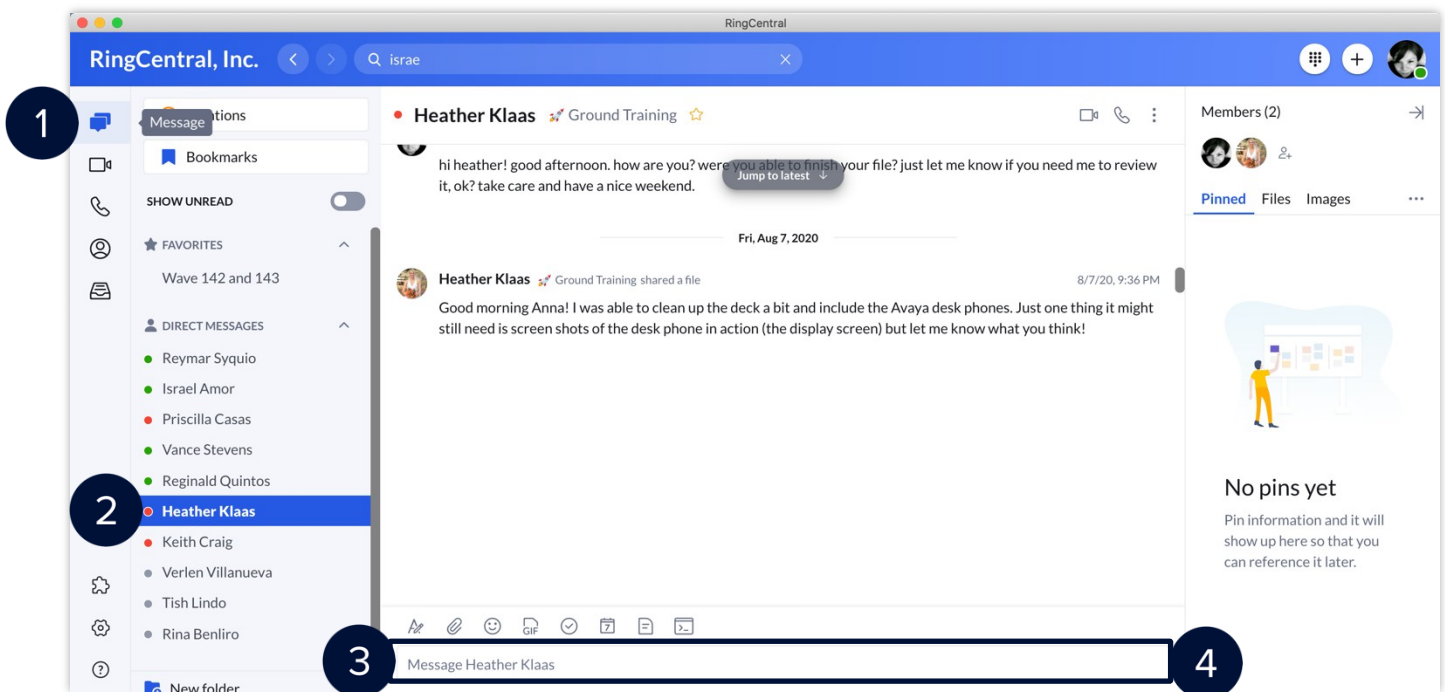 RingCentral
RingCentral, Inc.
israe
1
Message
tions
Bookmarks
SHOW UNREAD
FAVORITES
Wave 142 and 143
DIRECT MESSAGES
Reymar Syquio
Israel Amor
Priscilla Casas
Vance Stevens
Reginald Quintos
2
Heather Klaas
Keith Craig
Verlen Villanueva
Tish Lindo
Rina Benliro
New folder
Heather Klaas 🚀 Ground Training
hi heather! good afternoon. how are you? were you able to finish your file? just let me know if you need me to review
Jump to latest ↓
it, ok? take care and have a nice weekend.
Fri, Aug 7, 2020
Heather Klaas 🚀 Ground Training shared a file 8/7/20, 9:36 PM
Good morning Anna! I was able to clean up the deck a bit and include the Avaya desk phones. Just one thing it might
still need is screen shots of the desk phone in action (the display screen) but let me know what you think!
GIF
7
3
Message Heather Klaas
4
Members (2)
Pinned Files Images
No pins yet
Pin information and it will
show up here so that you
can reference it later.